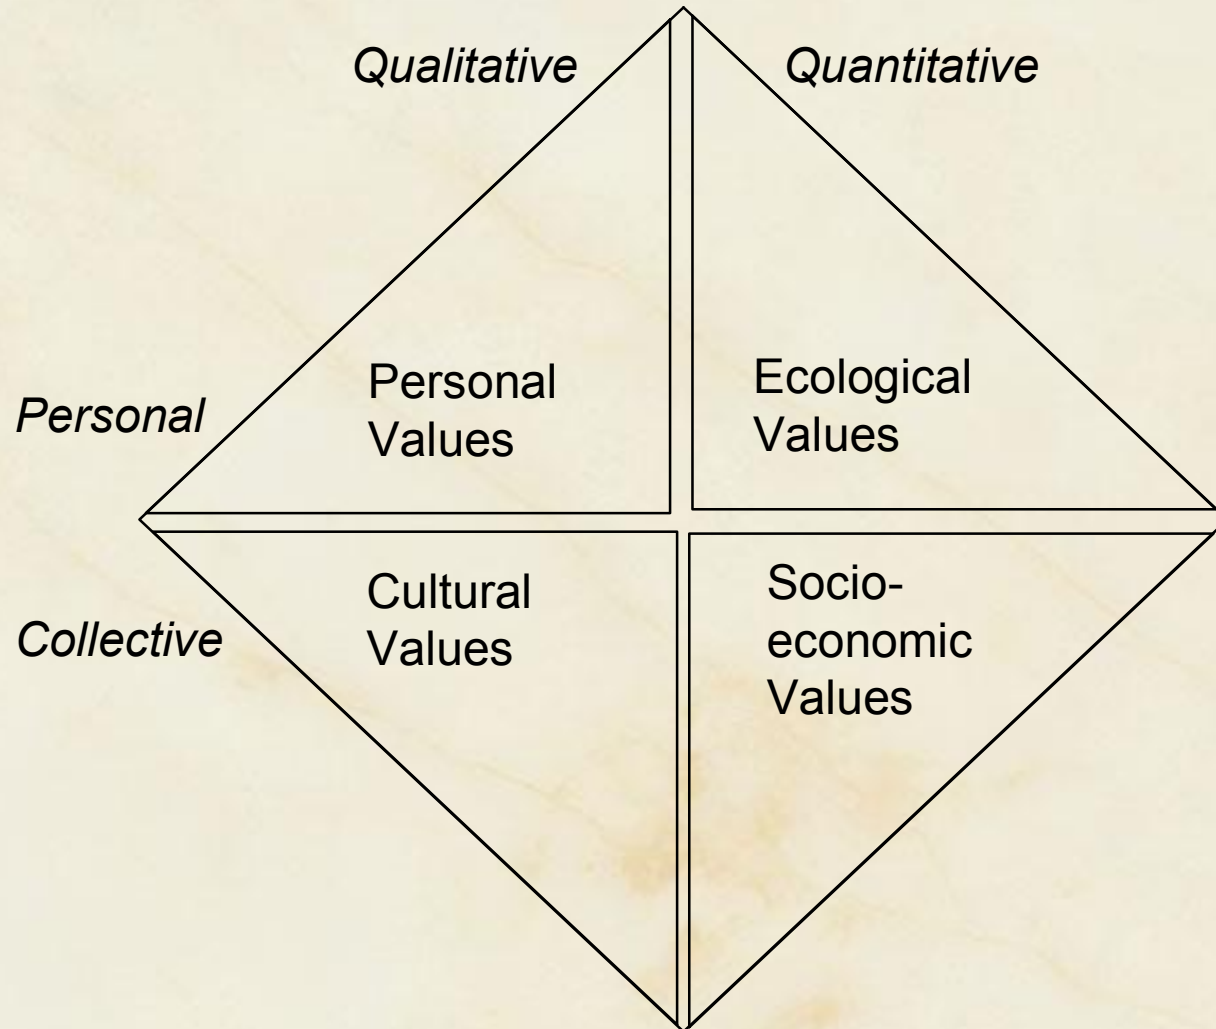 Qualitative
Quantitative
Personal
Personal
Values
Ecological
Values
Collective
Cultural
Values
Socio-
economic
Values